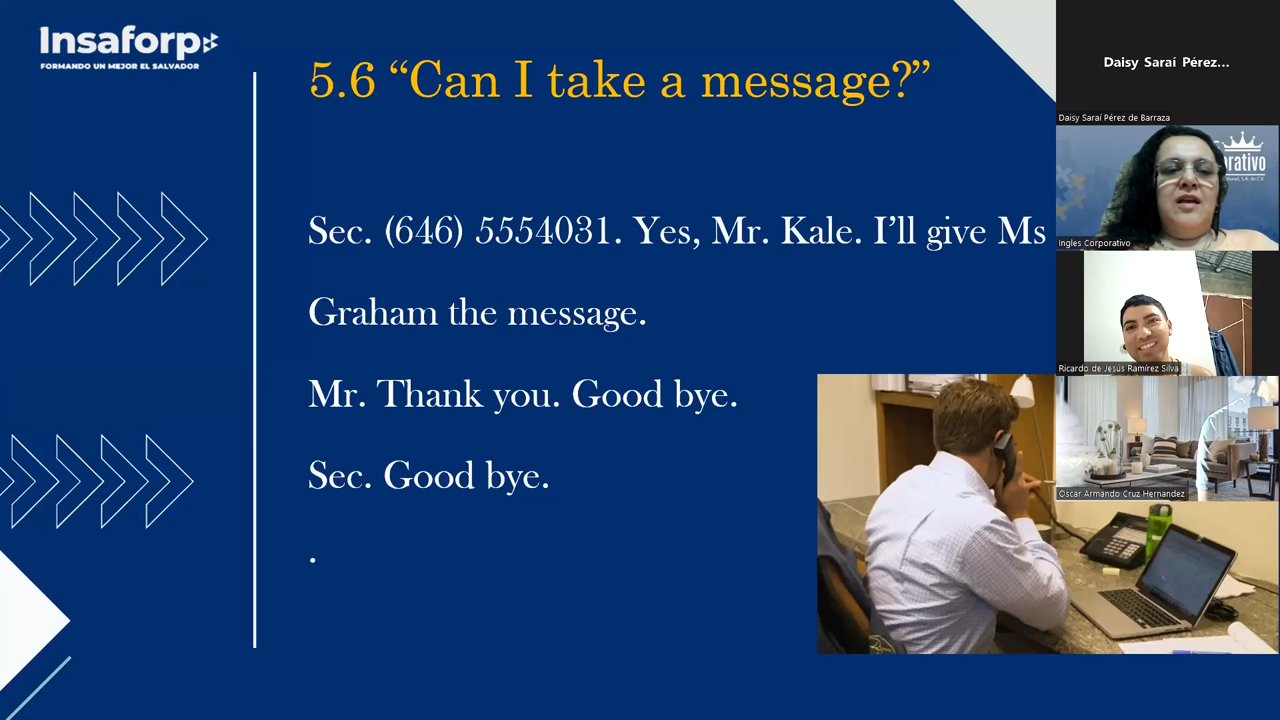 Insaforp
FORMANDO UN MEJOR EL SALVADOR
5.6 “Can I take a message?”
Sec. (646) 5554031. Yes, Mr. Kale. I’ll give Ms
Graham the message.
Mr. Thank you. Good bye.
Sec. Good bye.
.
Daisy Saraí Pérez...
Daisy Saraí Pérez de Barraza
orativo
Ingles Corporativo
Ricardo de Jesús Ramírez Silva
Oscar Armando Cruz Hernandez